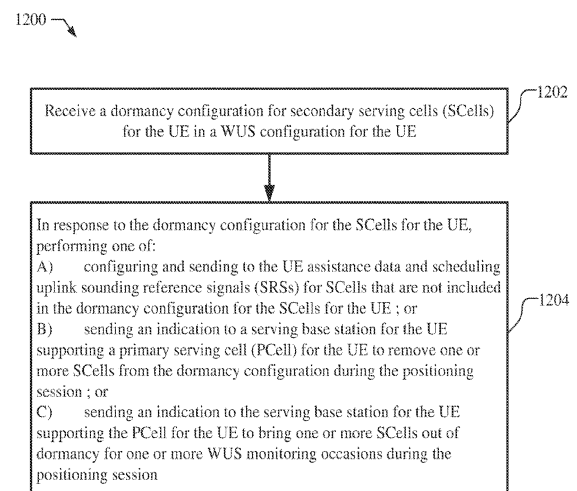 1200
1202
Receive a dormancy configuration for secondary serving cells (SCells)
for the UE in a WUS configuration for the UE
In response to the dormancy configuration for the SCells for the UE,
performing one of:
A) configuring and sending to the UE assistance data and scheduling
uplink sounding reference signals (SRSs) for SCells that are not included
in the dormancy configuration for the SCells for the UE ; or
1204
B) sending an indication to a serving base station for the UE
supporting a primary serving cell (PCell) for the UE to remove one or
more SCells from the dormancy configuration during the positioning
session ; or
C) sending an indication to the serving base station for the UE
supporting the PCell for the UE to bring one or more SCells out of
dormancy for one or more WUS monitoring occasions during the
positioning session